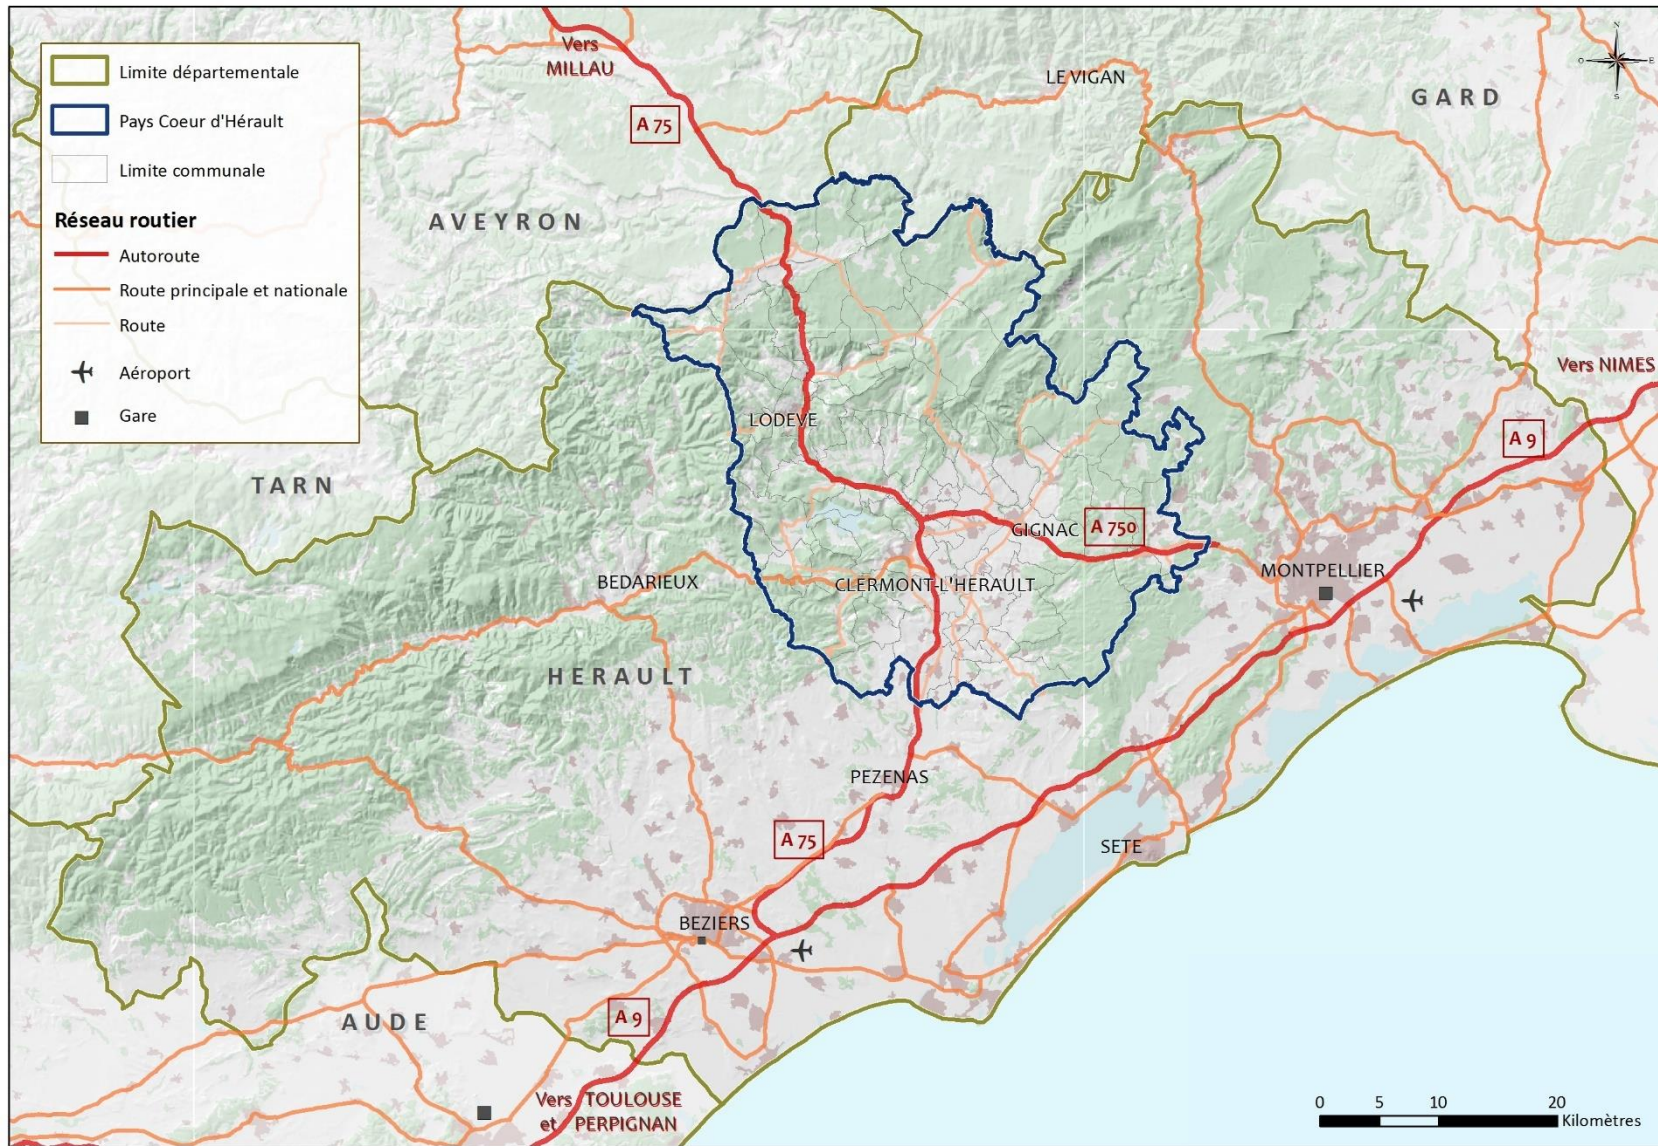 Limite départementale
Pays Coeur d'Hérault
Limite communale
Réseau routier
Autoroute
Route principale et nationale
Route
Aéroport
Gare
Vers
MILLAU
A 75
LE VIGAN
GARD
N
O
E
S
AVEYRON
Vers NIMES
A 9
LODEVE
TARN
GIGNAC
A 750
MONTPELLIER
BEDARIEUX
CLERMONT-L'HERAULT
HERAULT
PEZENAS
A 75
SETE
BEZIERS
A 9
AUDE
Vers TOULOUSE
et PERPIGNAN
0 5 10 20
Kilomètres